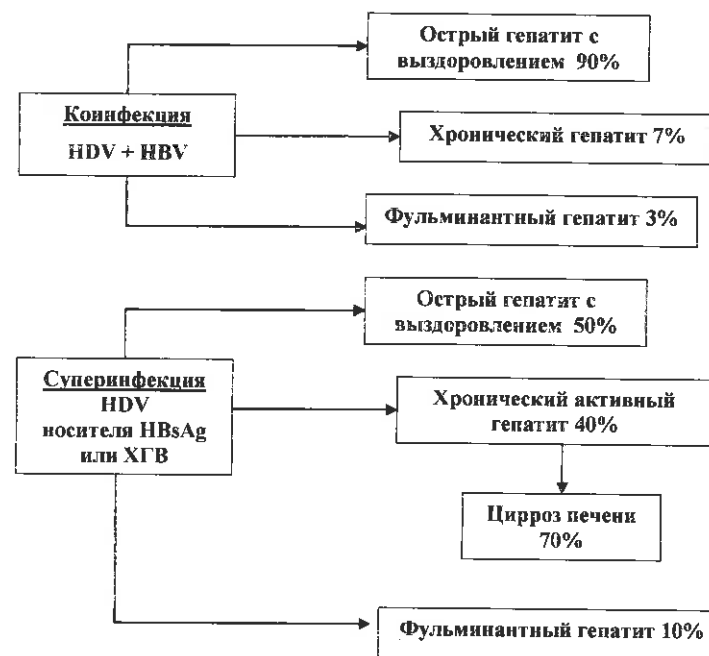 Острый гепатит с
выздоровлением 90%
Коинфекция
HDV + HBV
Хронический гепатит 7%
Фульминантный гепатит 3%
Острый гепатит с
выздоровлением 50%
Суперинфекция
HDV
носителя HBsAg
или ХГВ
Хронический активный
гепатит 40%
Цирроз печени
70%
Фульминантный гепатит 10%